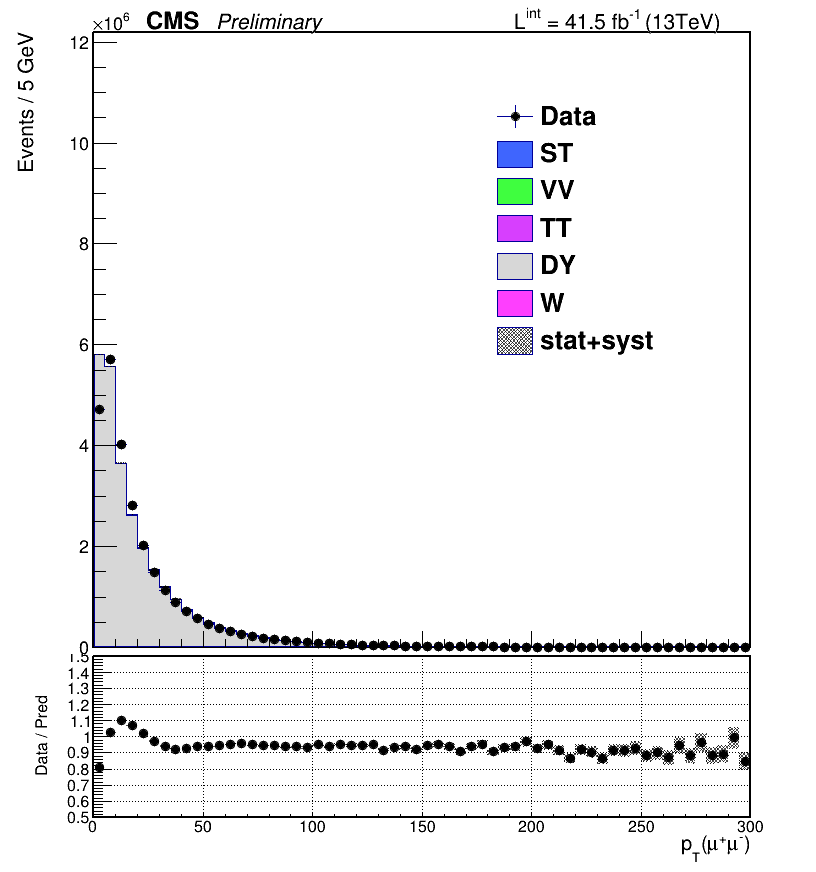 ×10⁶ CMS Preliminary L^int = 41.5 fb⁻¹ (13TeV)
Events / 5 GeV
12
10
8
6
4
2
0
Data
ST
VV
TT
DY
W
stat+syst
Data / Pred
1.5
1.4
1.3
1.2
1.1
1
0.9
0.8
0.7
0.6
0.5
0 50 100 150 200 250 300
p_T(μ⁺μ⁻)